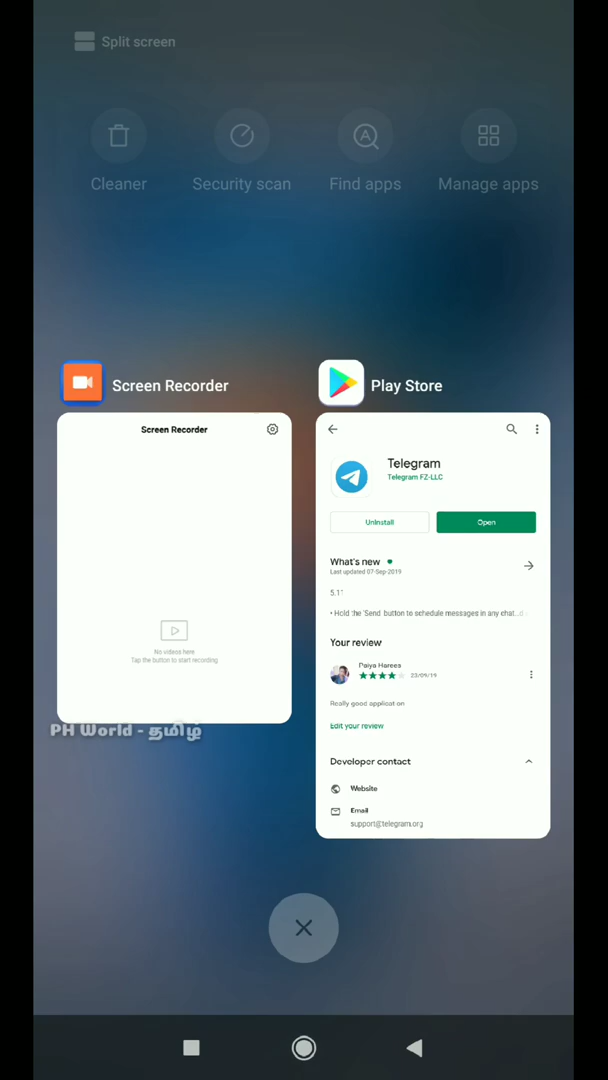 Split screen
Cleaner
Security scan
Find apps
Manage apps
Screen Recorder
Play Store
Screen Recorder
No videos here
Tap the button to start recording
Telegram
Telegram FZ-LLC
Uninstall
Open
What's new
Last updated 07-Sep-2019
5.11
• Hold the 'Send' button to schedule messages in any chat...d
Your review
Paiya Harees
23/09/19
Really good applicat on
Edit your review
Developer contact
Website
Email
support@telegram.org
PH World - தமிழ்